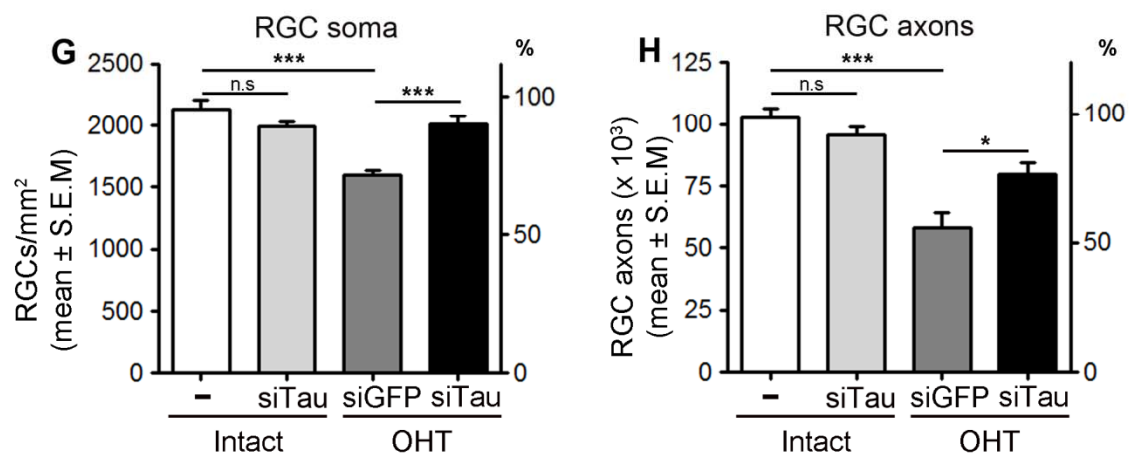 G
RGC soma
%
2500
2000
1500
1000
500
0
100
50
0
RGCs/mm²
(mean ± S.E.M)
***
n.s
***
– siTau siGFP siTau
Intact OHT
H
RGC axons
%
125
100
75
50
25
0
100
50
0
RGC axons (x 10³)
(mean ± S.E.M)
***
n.s
*
– siTau siGFP siTau
Intact OHT